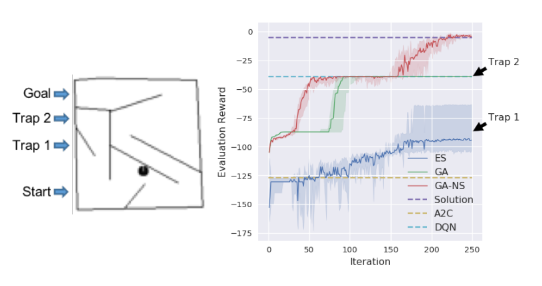 Goal
Trap 2
Trap 1
Start
Evaluation Reward
0
−25
−50
−75
−100
−125
−150
−175
0
50
100
150
200
250
Iteration
ES
GA
GA-NS
Solution
A2C
DQN
Trap 2
Trap 1